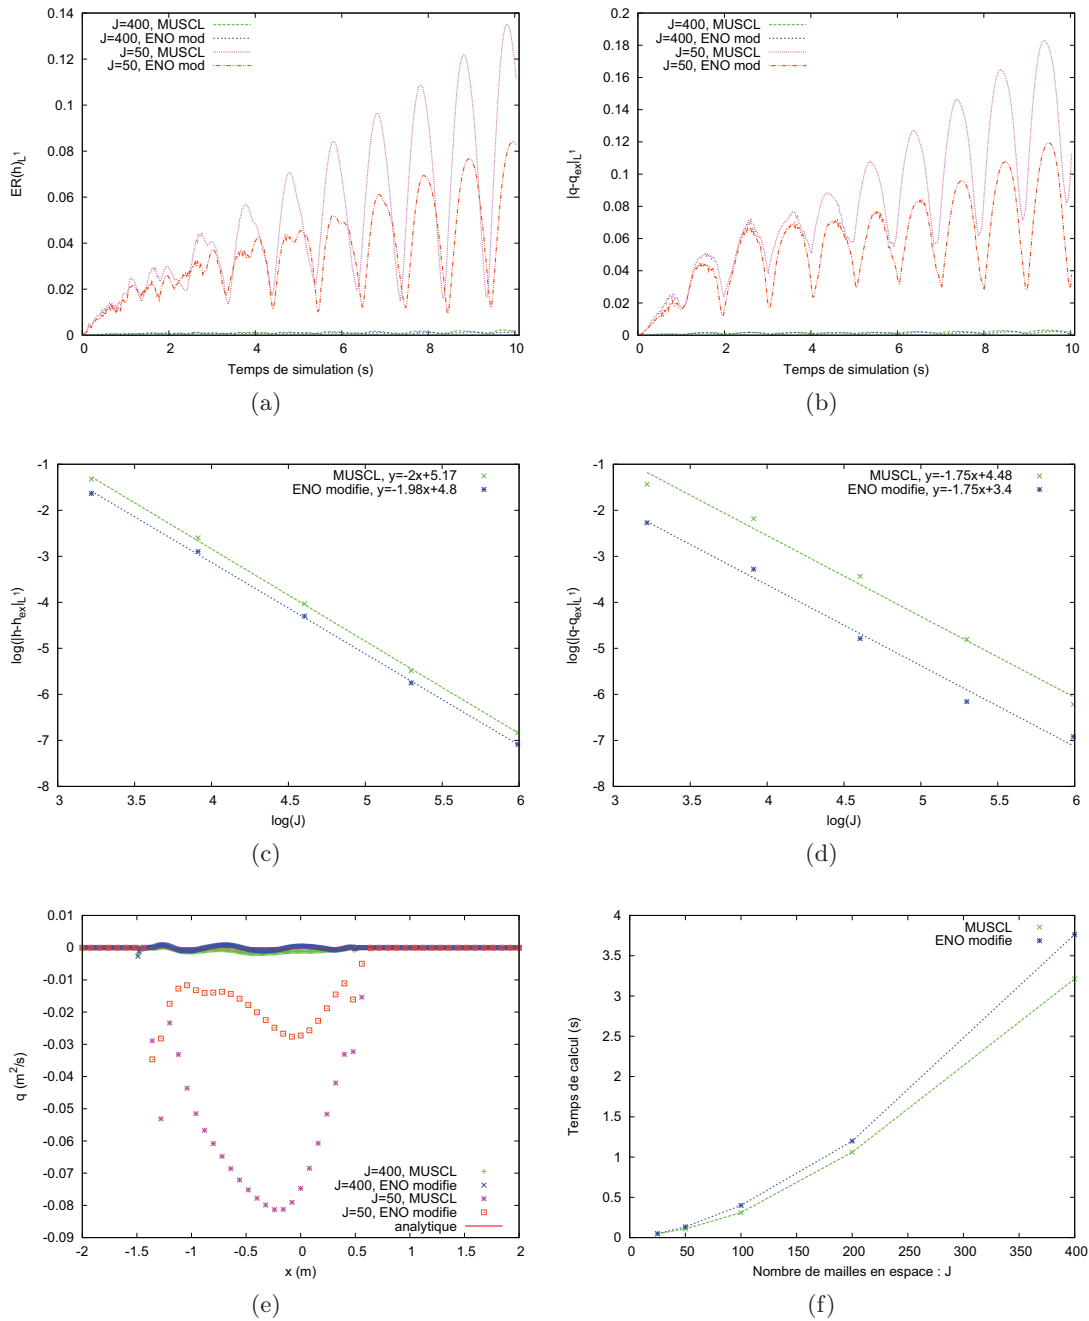 J=400, MUSCL
J=400, ENO mod
J=50, MUSCL
J=50, ENO mod
0.14
0.12
0.1
0.08
0.06
0.04
0.02
0
ER(h)L1
0 2 4 6 8 10
Temps de simulation (s)
(a)
J=400, MUSCL
J=400, ENO mod
J=50, MUSCL
J=50, ENO mod
0.2
0.18
0.16
0.14
0.12
0.1
0.08
0.06
0.04
0.02
0
|q-qex|L1
0 2 4 6 8 10
Temps de simulation (s)
(b)
MUSCL, y=-2x+5.17
ENO modifie, y=-1.98x+4.8
-1
-2
-3
-4
-5
-6
-7
-8
log(|h-hex|L1)
3 3.5 4 4.5 5 5.5 6
log(J)
(c)
MUSCL, y=-1.75x+4.48
ENO modifie, y=-1.75x+3.4
-1
-2
-3
-4
-5
-6
-7
-8
log(|q-qex|L1)
3 3.5 4 4.5 5 5.5 6
log(J)
(d)
0.01
0
-0.01
-0.02
-0.03
-0.04
-0.05
-0.06
-0.07
-0.08
-0.09
q (m2/s)
J=400, MUSCL
J=400, ENO modifie
J=50, MUSCL
J=50, ENO modifie
analytique
-2 -1.5 -1 -0.5 0 0.5 1 1.5 2
x (m)
(e)
MUSCL
ENO modifie
4
3.5
3
2.5
2
1.5
1
0.5
0
Temps de calcul (s)
0 50 100 150 200 250 300 350 400
Nombre de mailles en espace : J
(f)